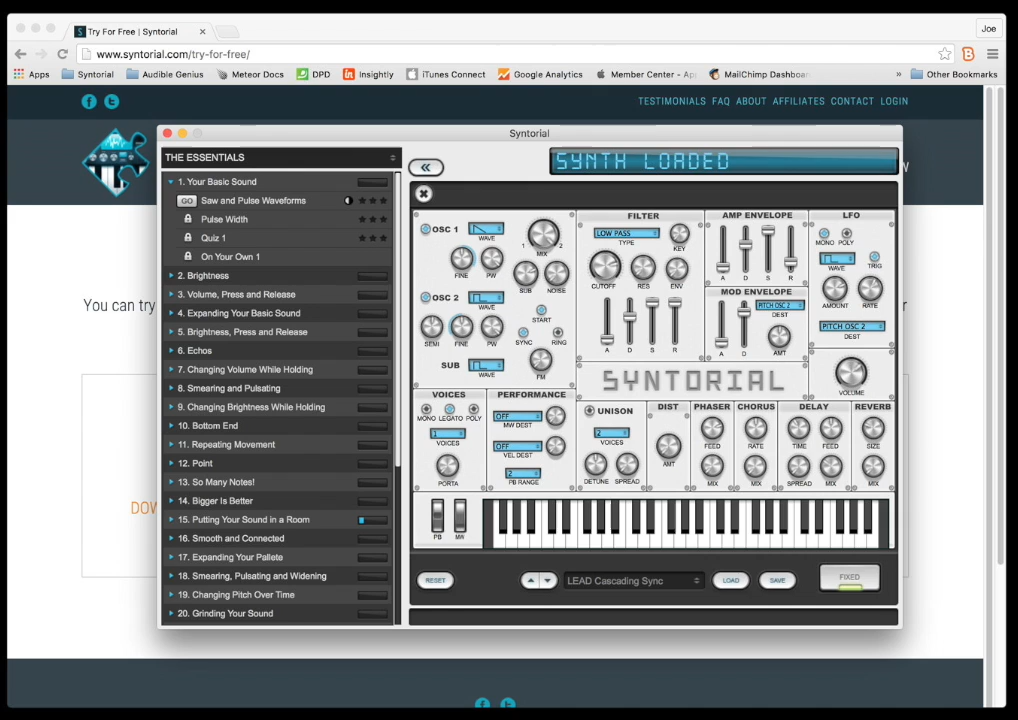 Try For Free | Syntorial
Joe
www.syntorial.com/try-for-free/
Apps Syntorial Audible Genius Meteor Docs DPD Insightly iTunes Connect Google Analytics Member Center - App MailChimp Dashboar » Other Bookmarks
TESTIMONIALS FAQ ABOUT AFFILIATES CONTACT LOGIN
Syntorial
THE ESSENTIALS
SYNTH LOADED
W
1. Your Basic Sound
GO Saw and Pulse Waveforms
Pulse Width
Quiz 1
On Your Own 1
2. Brightness
3. Volume, Press and Release
4. Expanding Your Basic Sound
5. Brightness, Press and Release
6. Echos
7. Changing Volume While Holding
8. Smearing and Pulsating
9. Changing Brightness While Holding
10. Bottom End
11. Repeating Movement
12. Point
13. So Many Notes!
14. Bigger Is Better
15. Putting Your Sound in a Room
16. Smooth and Connected
17. Expanding Your Pallete
18. Smearing, Pulsating and Widening
19. Changing Pitch Over Time
20. Grinding Your Sound
You can try
r
DOW
OSC 1
WAVE
1 MIX 2
FINE PW
SUB NOISE
OSC 2
WAVE
START
SEMI FINE PW
SYNC RING
SUB
WAVE
FM
FILTER
LOW PASS
TYPE KEY
CUTOFF RES ENV
A D S R
AMP ENVELOPE
A D S R
MOD ENVELOPE
PITCH OSC 2
DEST
A D AMT
LFO
MONO POLY
WAVE TRIG
AMOUNT RATE
PITCH OSC 2
DEST
SYNTORIAL
VOLUME
VOICES
MONO LEGATO POLY
1
VOICES
PORTA
PERFORMANCE
OFF
MW DEST
OFF
VEL DEST
2
PB RANGE
UNISON
2
VOICES
DETUNE SPREAD
DIST
AMT
PHASER
FEED
MIX
CHORUS
RATE
MIX
DELAY
TIME FEED
SPREAD MIX
REVERB
SIZE
MIX
PB MW
RESET LEAD Cascading Sync LOAD SAVE FIXED